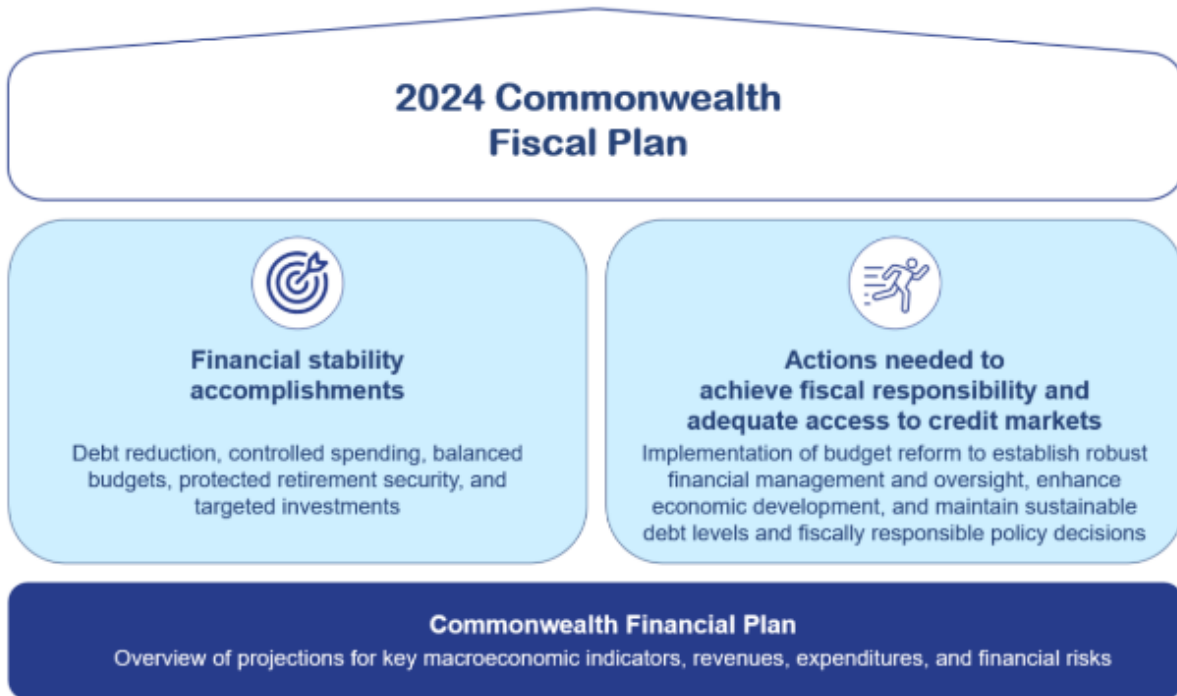 2024 Commonwealth
Fiscal Plan
Financial stability
accomplishments
Debt reduction, controlled spending, balanced
budgets, protected retirement security, and
targeted investments
Actions needed to
achieve fiscal responsibility and
adequate access to credit markets
Implementation of budget reform to establish robust
financial management and oversight, enhance
economic development, and maintain sustainable
debt levels and fiscally responsible policy decisions
Commonwealth Financial Plan
Overview of projections for key macroeconomic indicators, revenues, expenditures, and financial risks